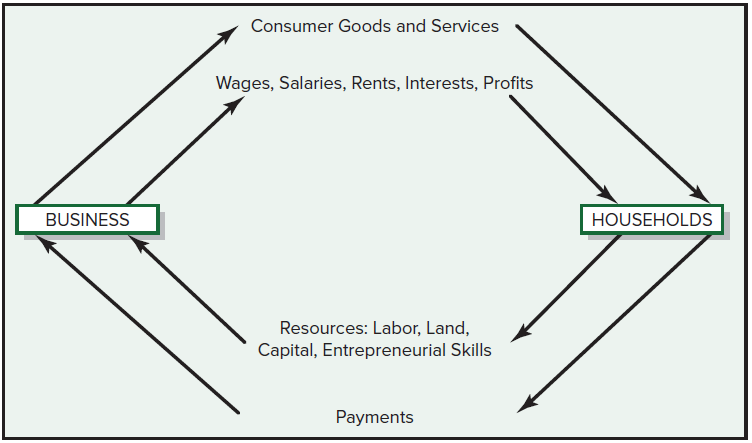 Consumer Goods and Services
Wages, Salaries, Rents, Interests, Profits
BUSINESS
HOUSEHOLDS
Resources: Labor, Land,
Capital, Entrepreneurial Skills
Payments